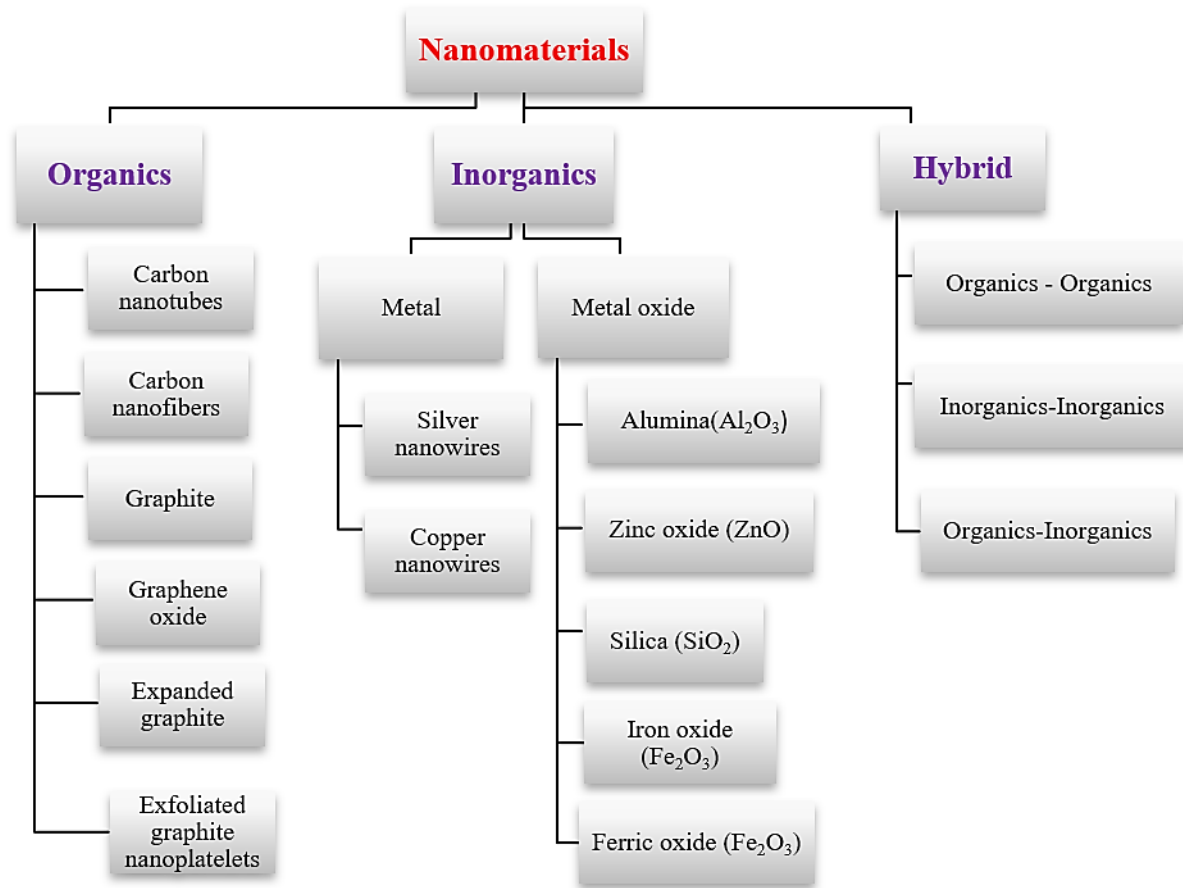 Nanomaterials
Organics
Inorganics
Hybrid
Carbon
nanotubes
Carbon
nanofibers
Graphite
Graphene
oxide
Expanded
graphite
Exfoliated
graphite
nanoplatelets
Metal
Silver
nanowires
Copper
nanowires
Metal oxide
Alumina(Al₂O₃)
Zinc oxide (ZnO)
Silica (SiO₂)
Iron oxide
(Fe₂O₃)
Ferric oxide (Fe₂O₃)
Organics - Organics
Inorganics-Inorganics
Organics-Inorganics